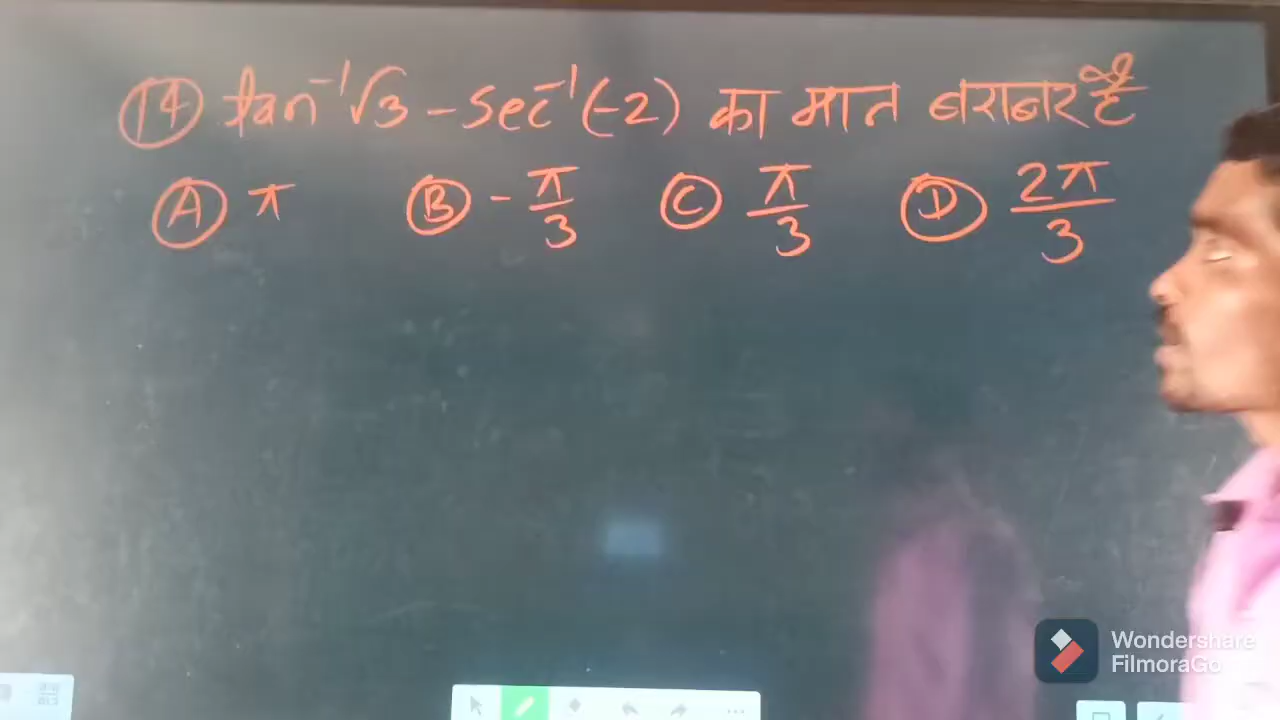 14 tan⁻¹√3 - sec⁻¹(-2) का मान बराबर है
A π B -π/3 C π/3 D 2π/3
Wondershare
FilmoraGo